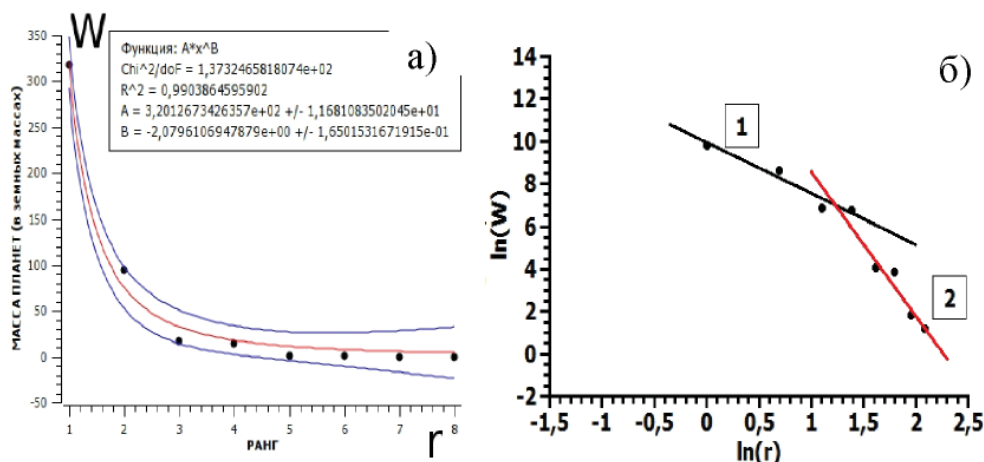 W
а)
350
300
250
200
150
100
50
0
-50
МАССА ПЛАНЕТ (в земных массах)
Функция: A*x^B
Chi^2/doF = 1,3732465818074e+02
R^2 = 0,9903864595902
A = 3,2012673426357e+02 +/- 1,1681083502045e+01
B = -2,0796106947879e+00 +/- 1,6501531671915e-01
1 2 3 4 5 6 7 8
РАНГ
r
б)
14
12
10
8
6
4
2
0
-2
ln(W)
1
2
-1,5 -1 -0,5 0 0,5 1 1,5 2 2,5
ln(r)